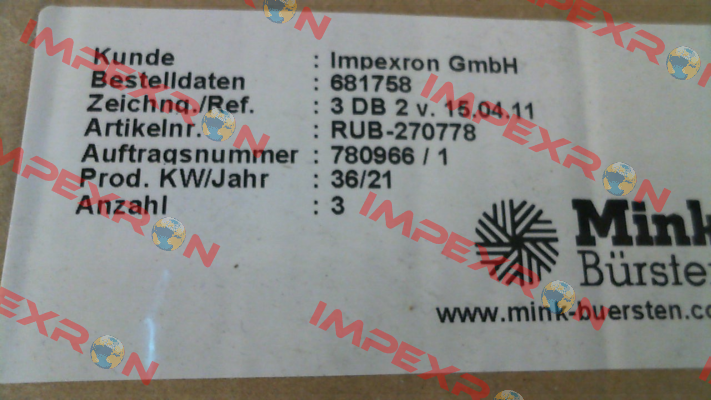 Kunde : Impexron GmbH
Bestelldaten : 681758
Zeichng./Ref. : 3 DB 2 v. 15.04.11
Artikelnr. : RUB-270778
Auftragsnummer : 780966 / 1
Prod. KW/Jahr : 36/21
Anzahl : 3
Mink
Bürsten
www.mink-buersten.co
IMPEXRON
IMPEXRON
IMPEXRON
IMPEXRON
IMPEXRON
IMPEXRON